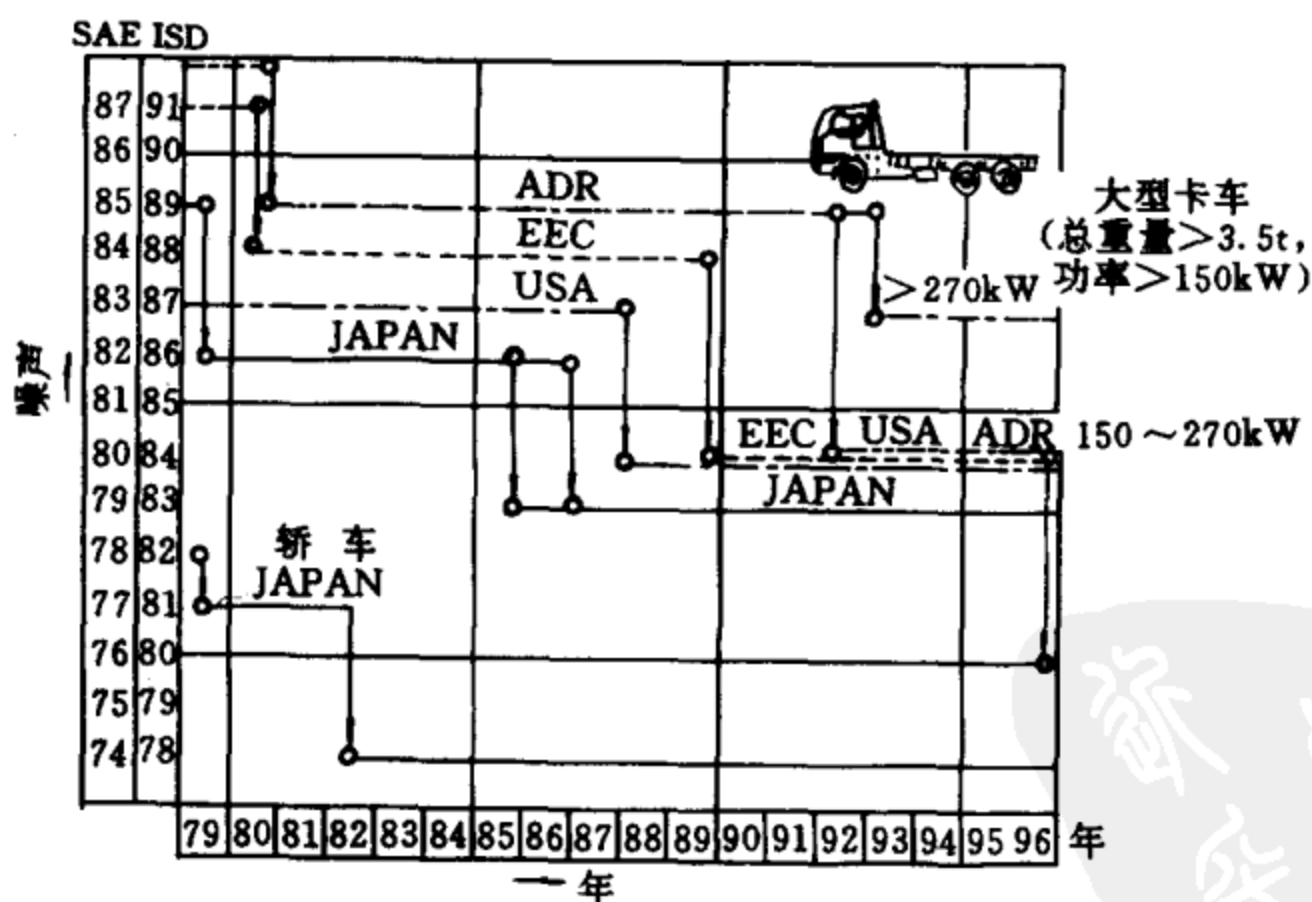 SAE ISD
87 91
86 90
85 89
84 88
83 87
82 86
81 85
80 84
79 83
78 82
77 81
76 80
75 79
74 78
噪声
ADR
EEC
USA
JAPAN
大型卡车
(总重量>3.5t,
功率>150kW)
>270kW
EEC USA ADR 150～270kW
JAPAN
轿车
JAPAN
79 80 81 82 83 84 85 86 87 88 89 90 91 92 93 94 95 96 年
年